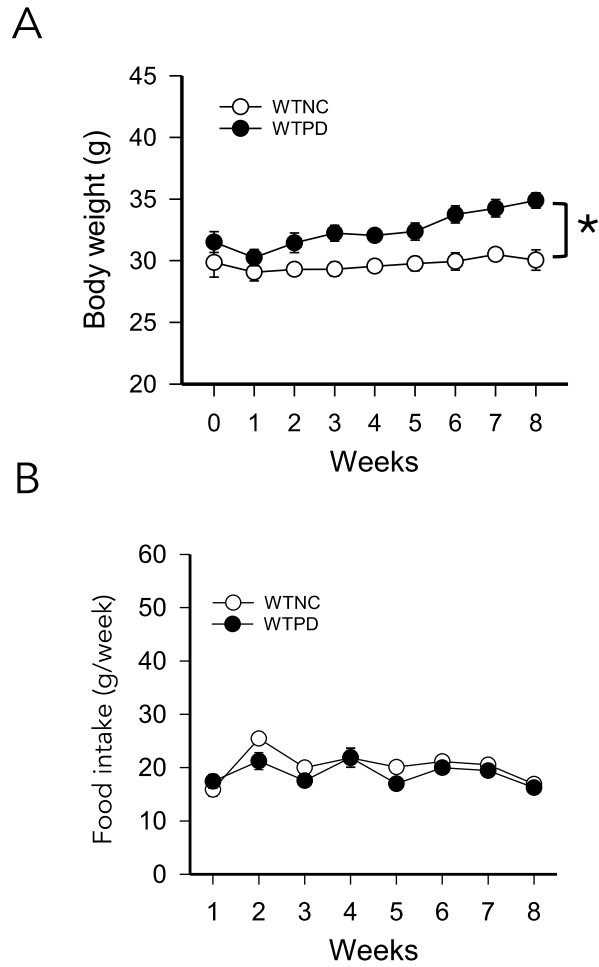 A
45
40
35
30
25
20
Body weight (g)
WTNC
WTPD
*
0 1 2 3 4 5 6 7 8
Weeks
B
60
50
40
30
20
10
0
Food intake (g/week)
WTNC
WTPD
1 2 3 4 5 6 7 8
Weeks